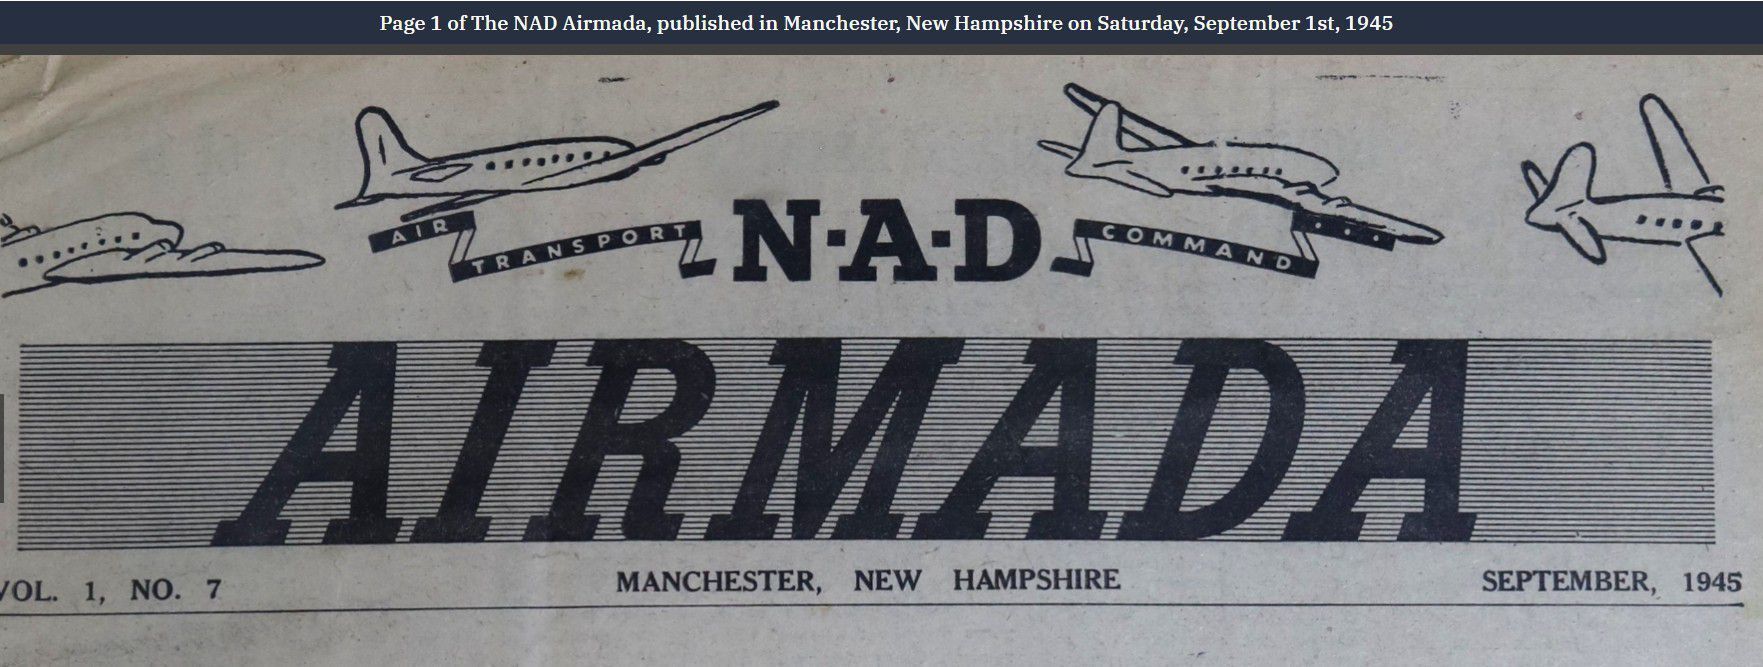 Page 1 of The NAD Airmada, published in Manchester, New Hampshire on Saturday, September 1st, 1945
AIR TRANSPORT N·A·D COMMAND
AIRMADA
VOL. 1, NO. 7 MANCHESTER, NEW HAMPSHIRE SEPTEMBER, 1945